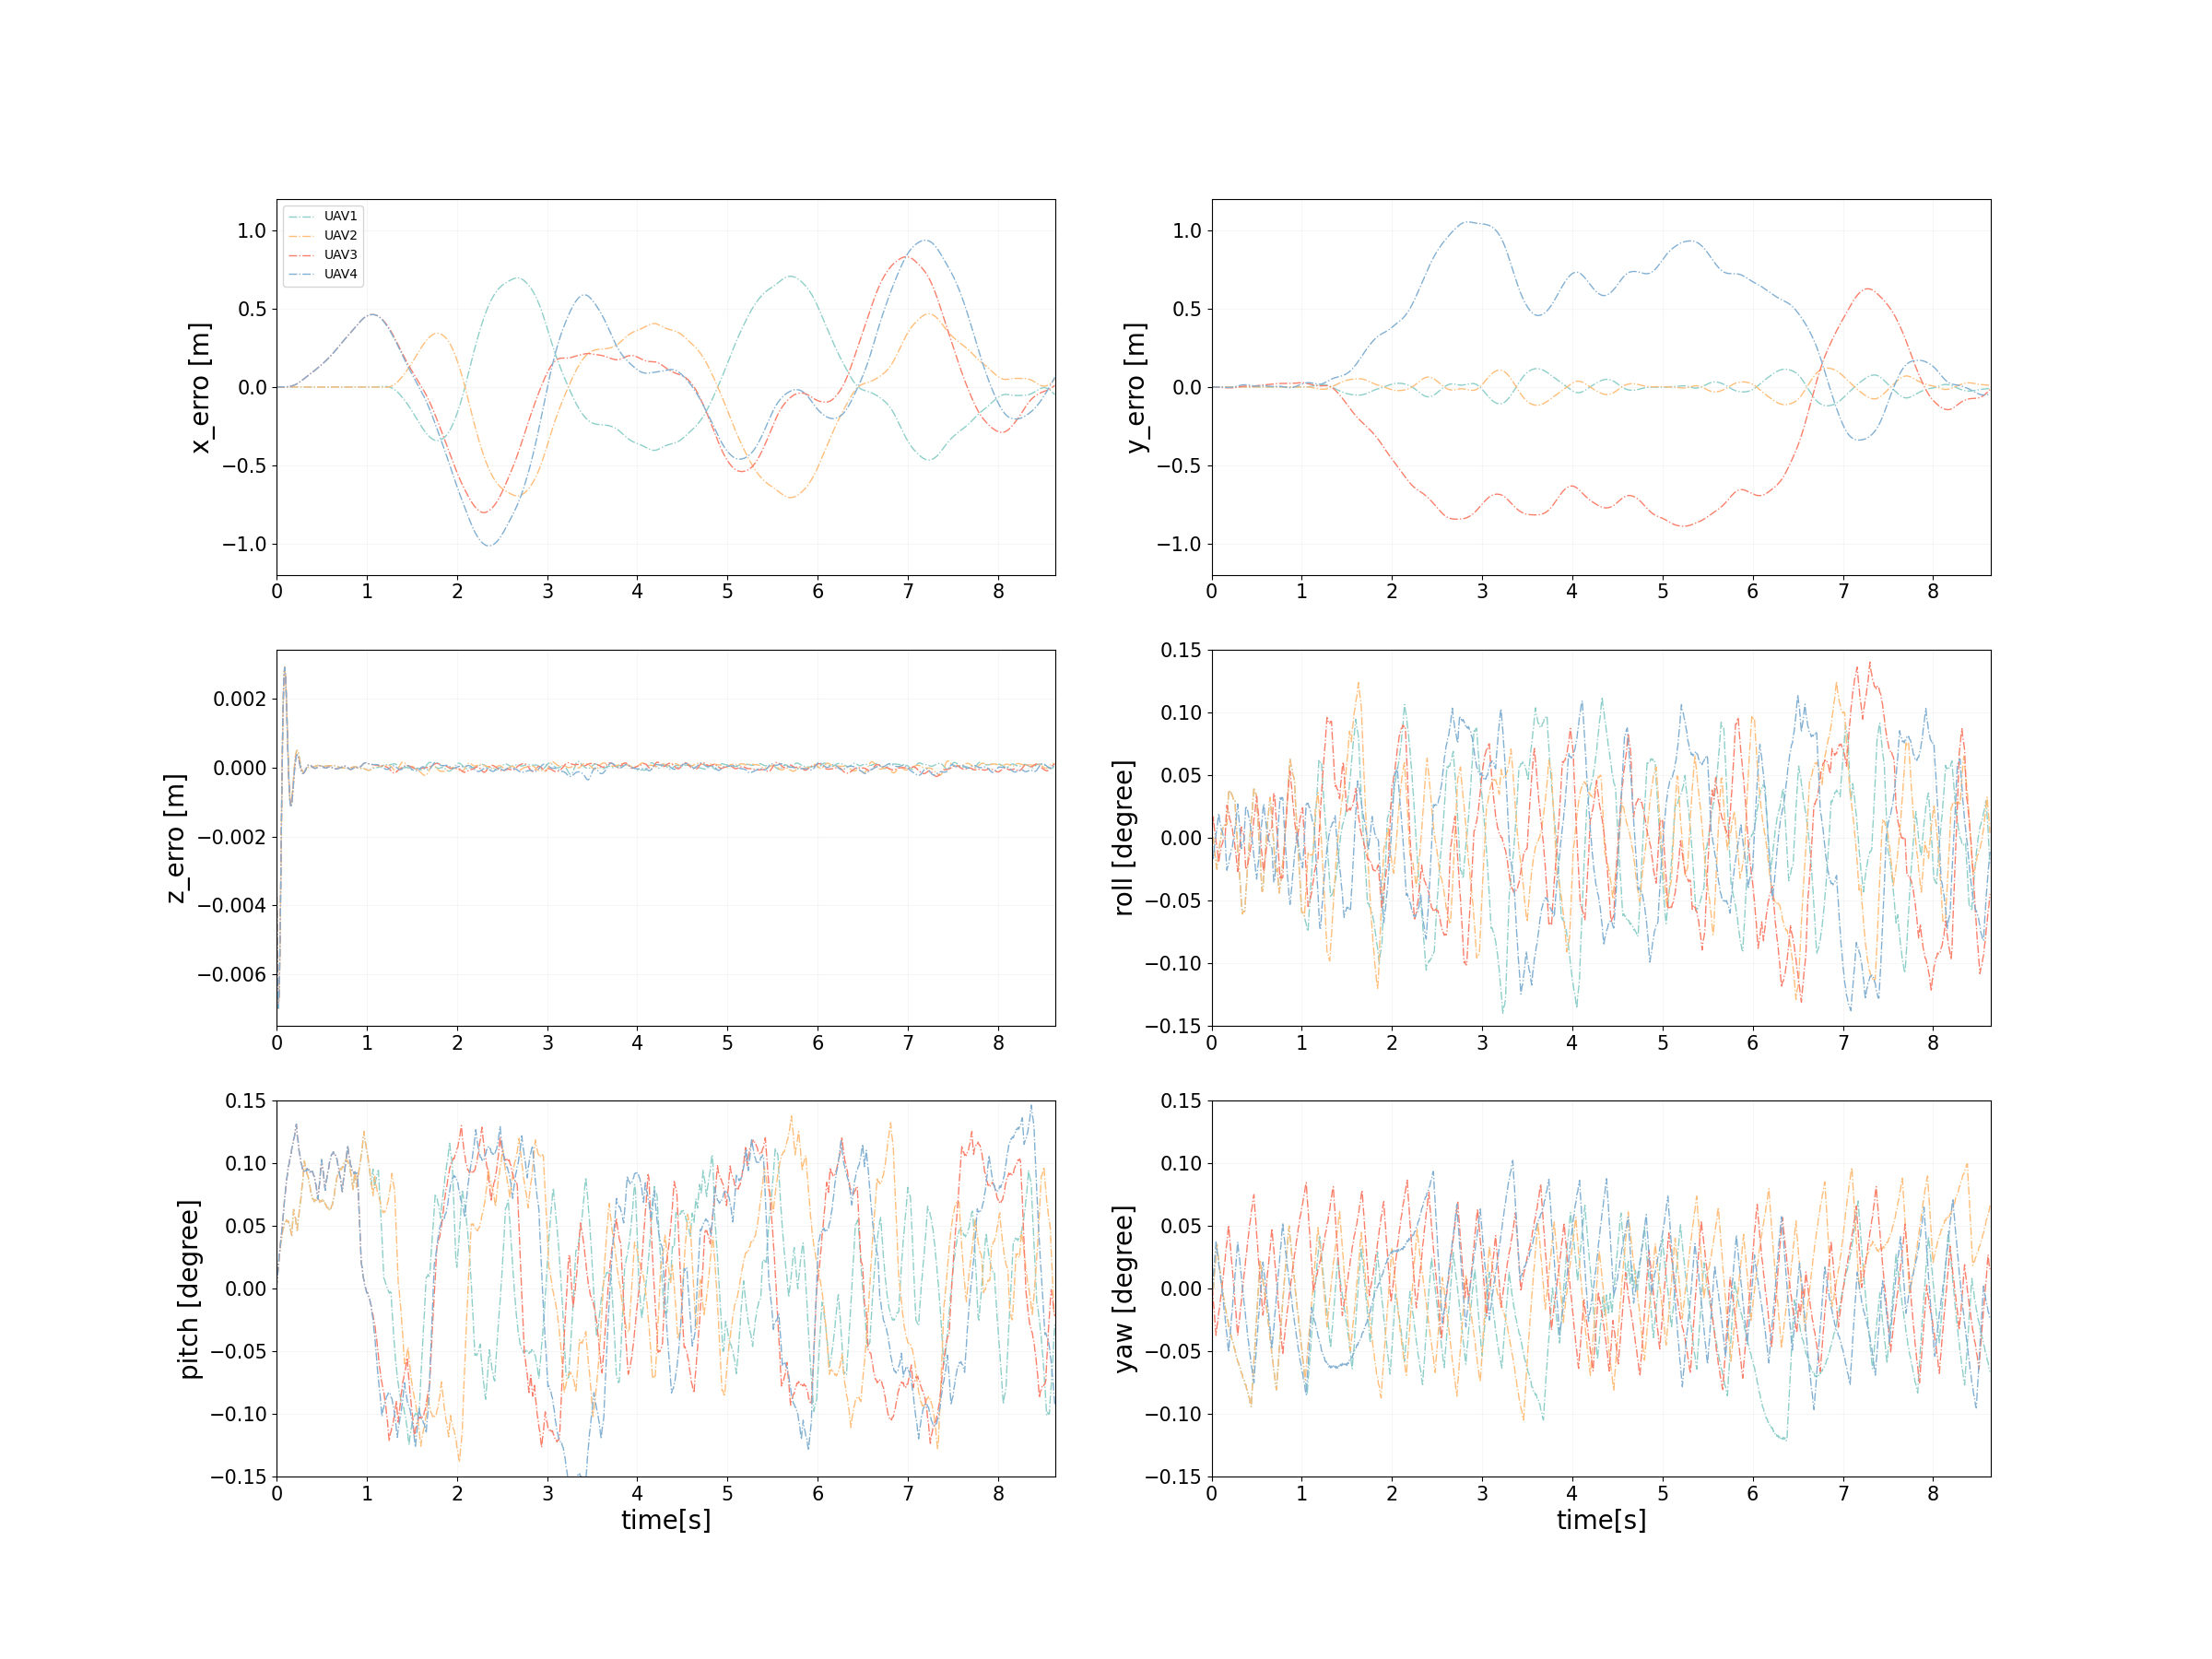 UAV1
UAV2
UAV3
UAV4
1.0
0.5
0.0
−0.5
−1.0
x_erro [m]
0 1 2 3 4 5 6 7 8
1.0
0.5
0.0
−0.5
−1.0
y_erro [m]
0 1 2 3 4 5 6 7 8
0.002
0.000
−0.002
−0.004
−0.006
z_erro [m]
0 1 2 3 4 5 6 7 8
0.15
0.10
0.05
0.00
−0.05
−0.10
−0.15
roll [degree]
0 1 2 3 4 5 6 7 8
0.15
0.10
0.05
0.00
−0.05
−0.10
−0.15
pitch [degree]
0 1 2 3 4 5 6 7 8
time[s]
0.15
0.10
0.05
0.00
−0.05
−0.10
−0.15
yaw [degree]
0 1 2 3 4 5 6 7 8
time[s]